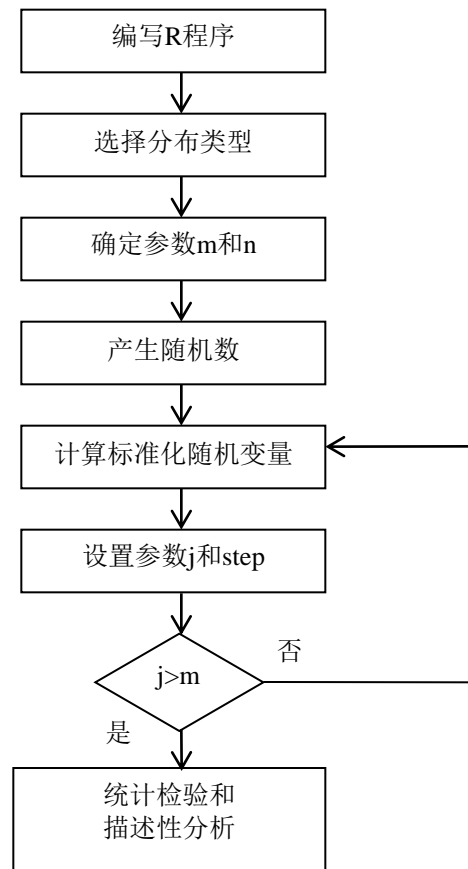 编写R程序
选择分布类型
确定参数m和n
产生随机数
计算标准化随机变量
设置参数j和step
j>m
否
是
统计检验和
描述性分析